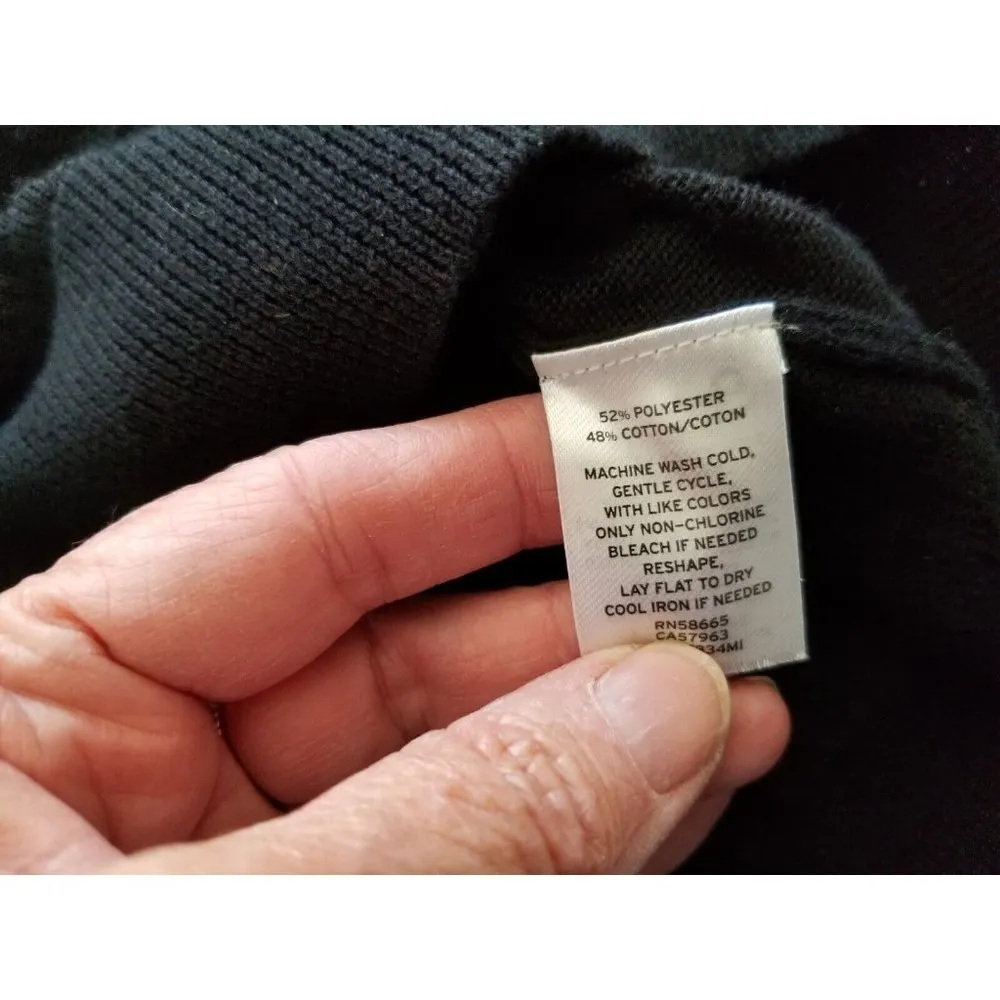 52% POLYESTER
48% COTTON/COTON
MACHINE WASH COLD,
GENTLE CYCLE,
WITH LIKE COLORS
ONLY NON-CHLORINE
BLEACH IF NEEDED
RESHAPE,
LAY FLAT TO DRY
COOL IRON IF NEEDED
RN58665
CA57963